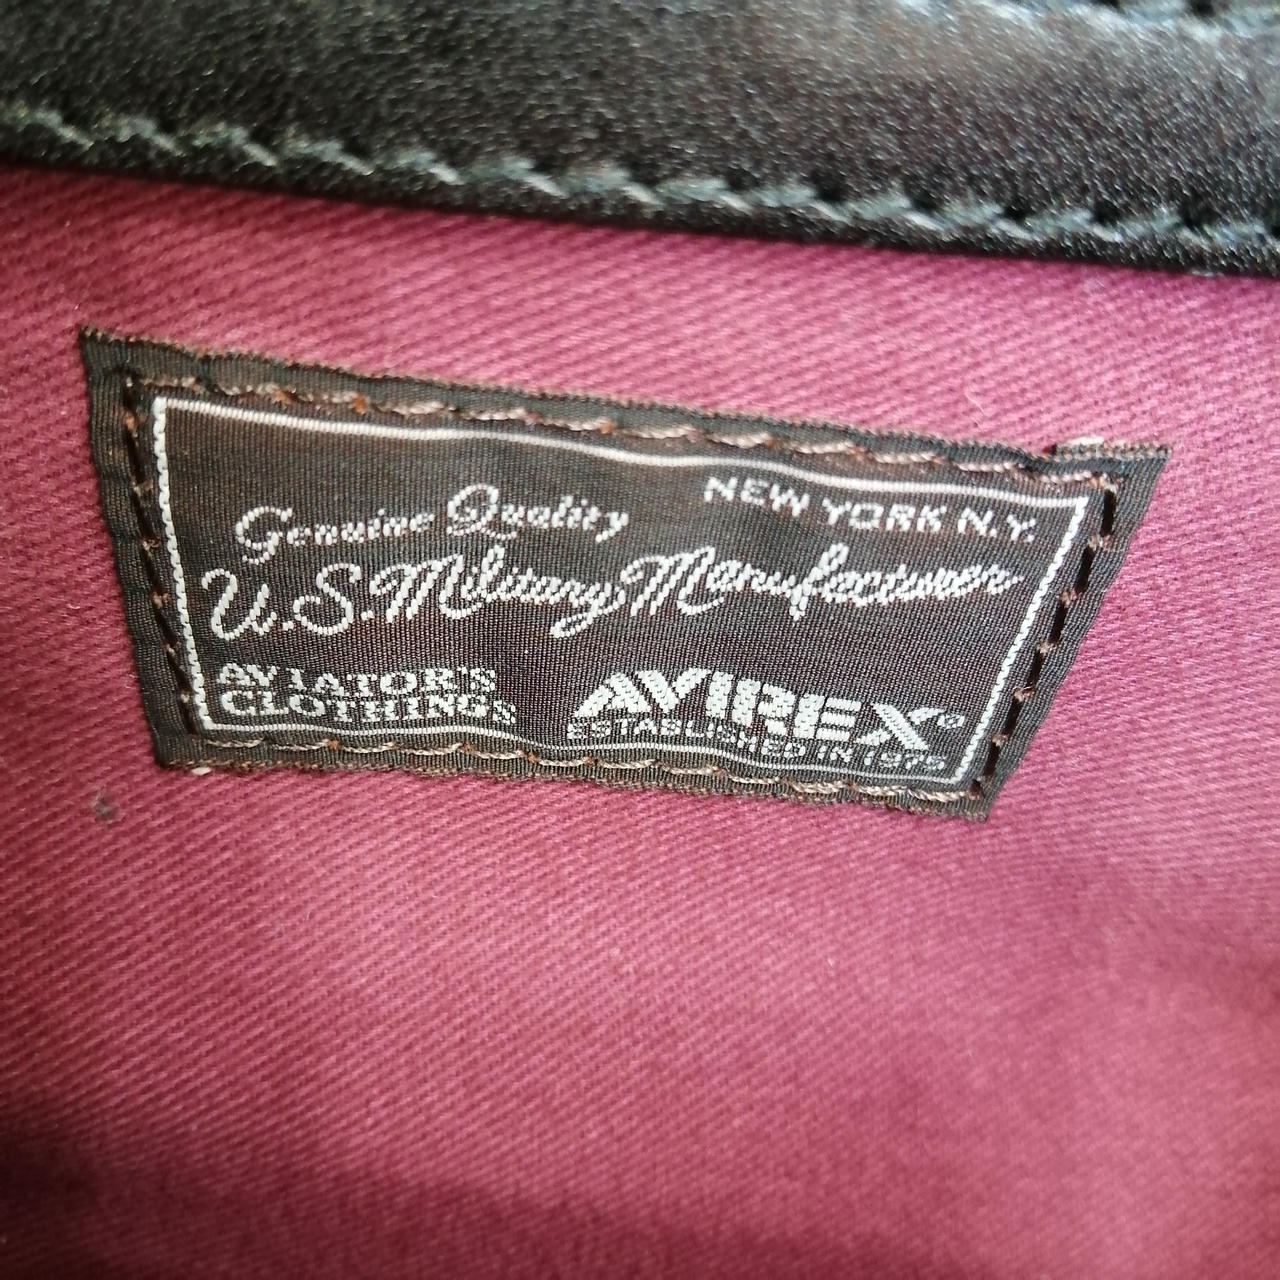 NEW YORK N.Y.
Genuine Quality
U.S. Military Manufacturer
AVIATOR'S
CLOTHINGS
AVIREX®
ESTABLISHED IN 1975